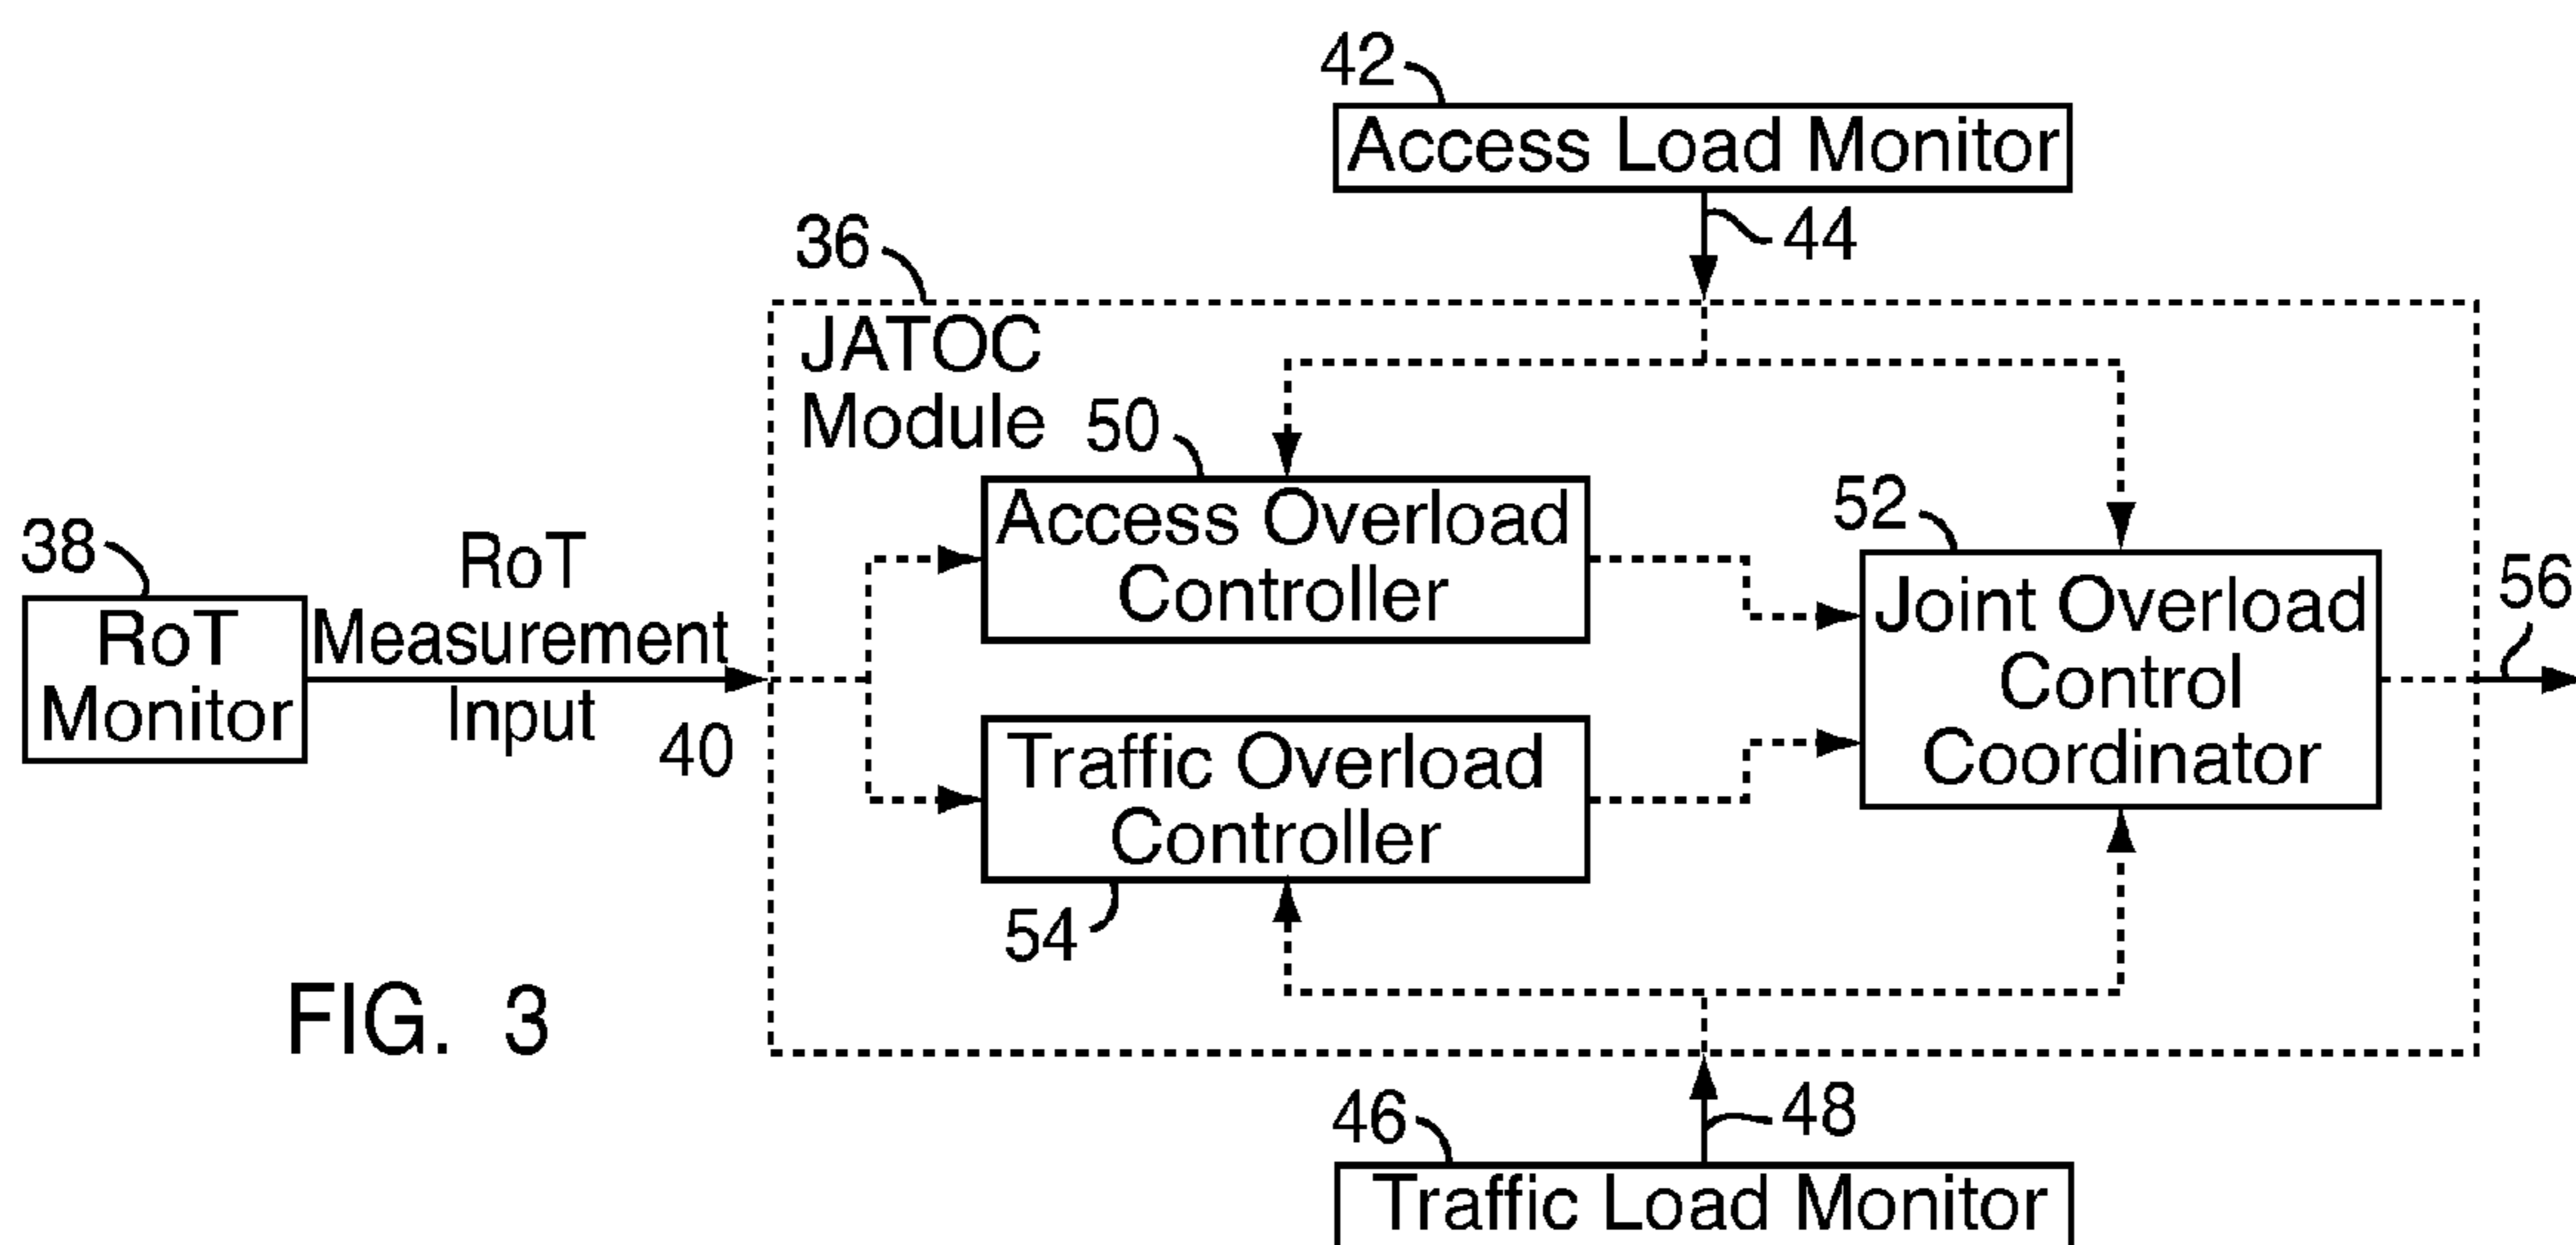 42
Access Load Monitor
44
36
JATOC
Module
50
Access Overload
Controller
52
Joint Overload
Control
Coordinator
56
38
RoT
Monitor
RoT
Measurement
Input
40
Traffic Overload
Controller
54
FIG. 3
46
48
Traffic Load Monitor